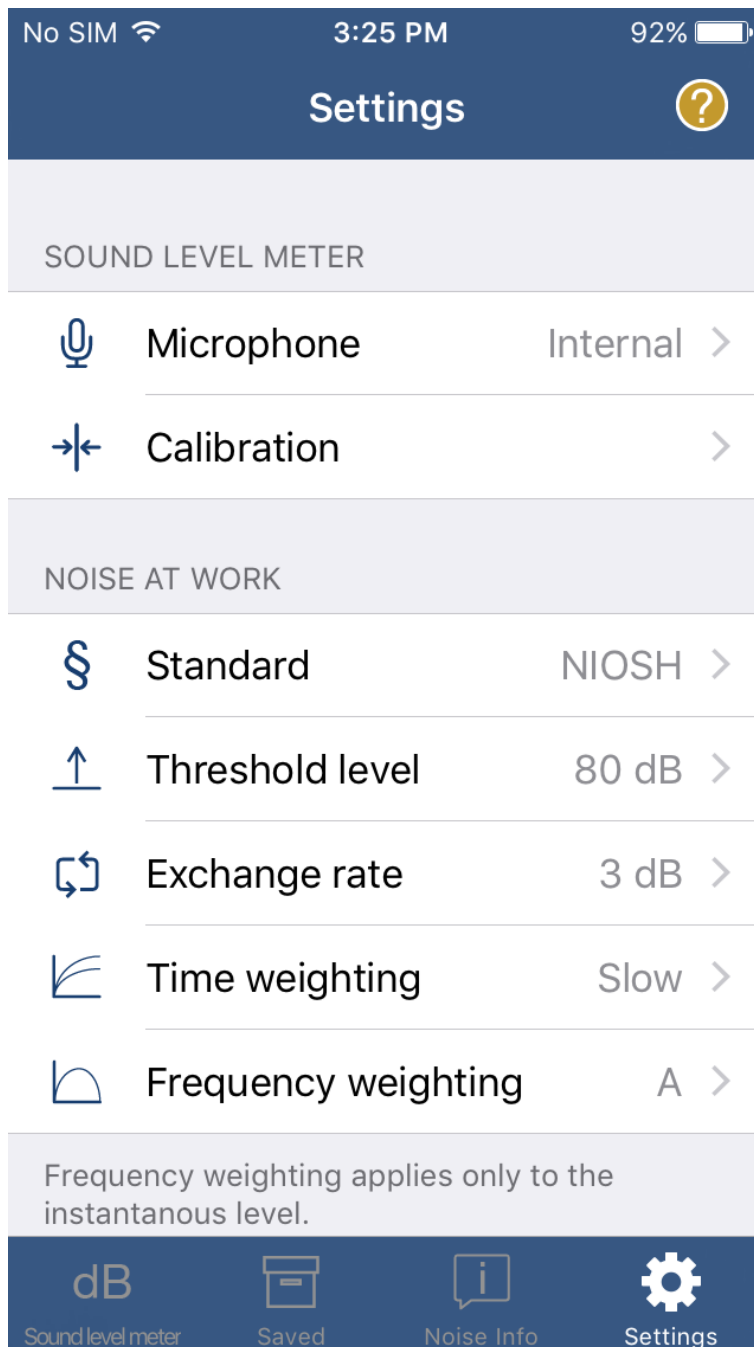 No SIM 3:25 PM 92%
Settings ?
SOUND LEVEL METER
Microphone Internal
Calibration
NOISE AT WORK
§ Standard NIOSH
Threshold level 80 dB
Exchange rate 3 dB
Time weighting Slow
Frequency weighting A
Frequency weighting applies only to the
instantanous level.
dB i
Sound level meter Saved Noise Info Settings